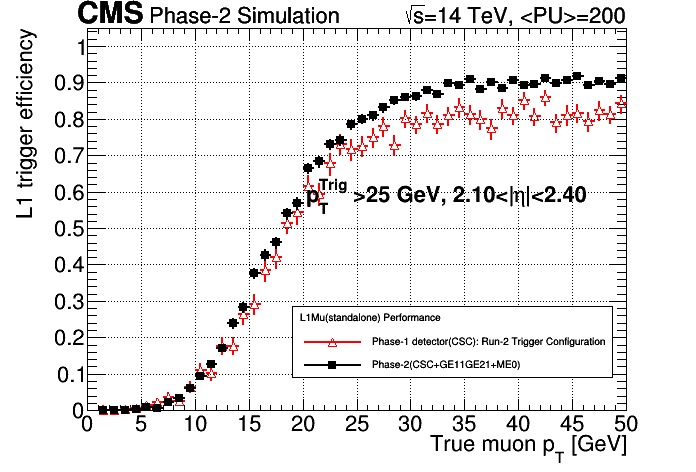 CMS Phase-2 Simulation √s=14 TeV, <PU>=200
L1 trigger efficiency
1
0.9
0.8
0.7
0.6
0.5
0.4
0.3
0.2
0.1
0
p_T^Trig >25 GeV, 2.10<|η|<2.40
L1Mu(standalone) Performance
Phase-1 detector(CSC): Run-2 Trigger Configuration
Phase-2(CSC+GE11GE21+ME0)
0 5 10 15 20 25 30 35 40 45 50
True muon p_T [GeV]